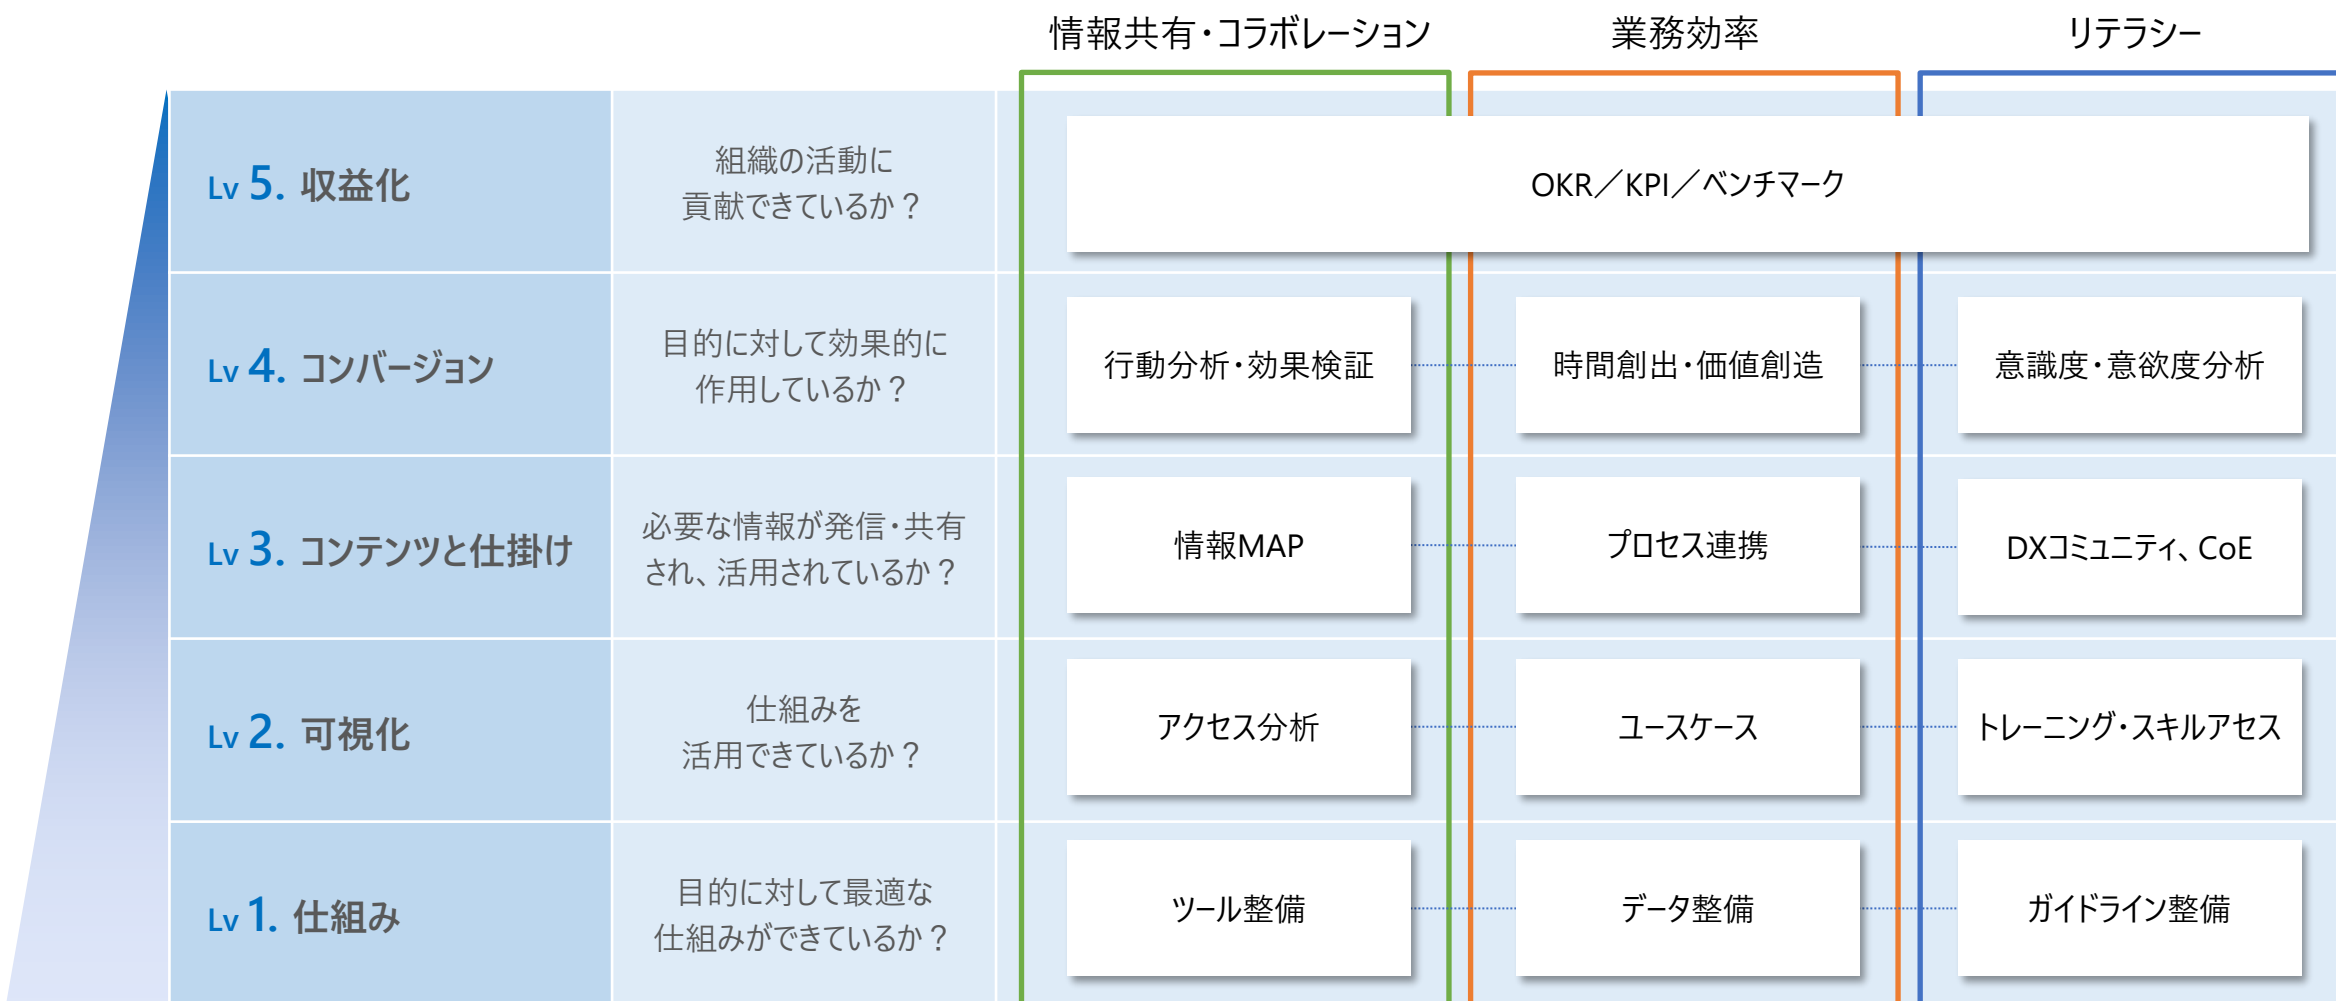 情報共有・コラボレーション
業務効率
リテラシー
Lv 5. 収益化
組織の活動に
貢献できているか？
OKR／KPI／ベンチマーク
Lv 4. コンバージョン
目的に対して効果的に
作用しているか？
行動分析・効果検証
時間創出・価値創造
意識度・意欲度分析
Lv 3. コンテンツと仕掛け
必要な情報が発信・共有
され、活用されているか？
情報MAP
プロセス連携
DXコミュニティ、CoE
Lv 2. 可視化
仕組みを
活用できているか？
アクセス分析
ユースケース
トレーニング・スキルアセス
Lv 1. 仕組み
目的に対して最適な
仕組みができているか？
ツール整備
データ整備
ガイドライン整備